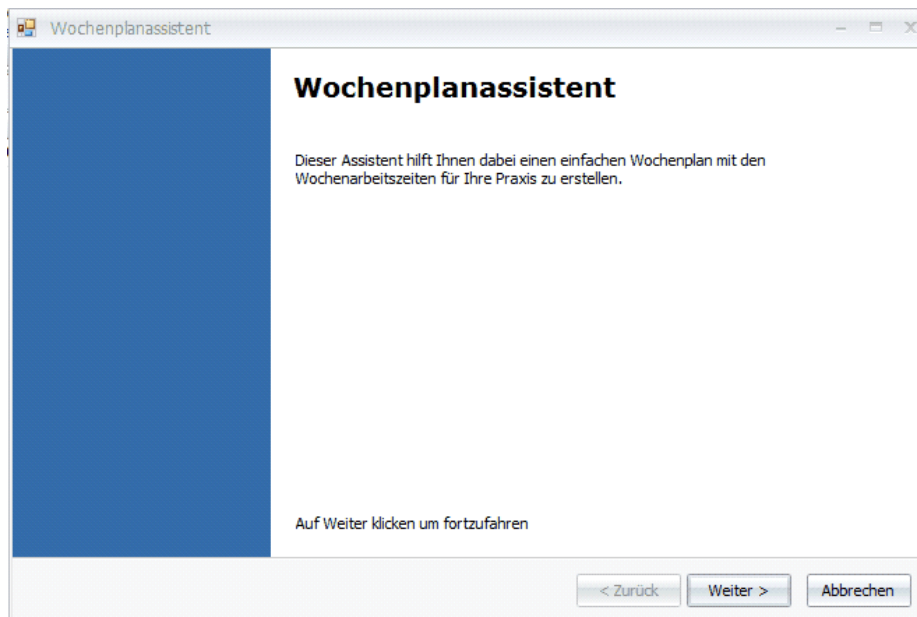 Wochenplanassistent
Wochenplanassistent
Dieser Assistent hilft Ihnen dabei einen einfachen Wochenplan mit den
Wochenarbeitszeiten für Ihre Praxis zu erstellen.
Auf Weiter klicken um fortzufahren
< Zurück Weiter > Abbrechen